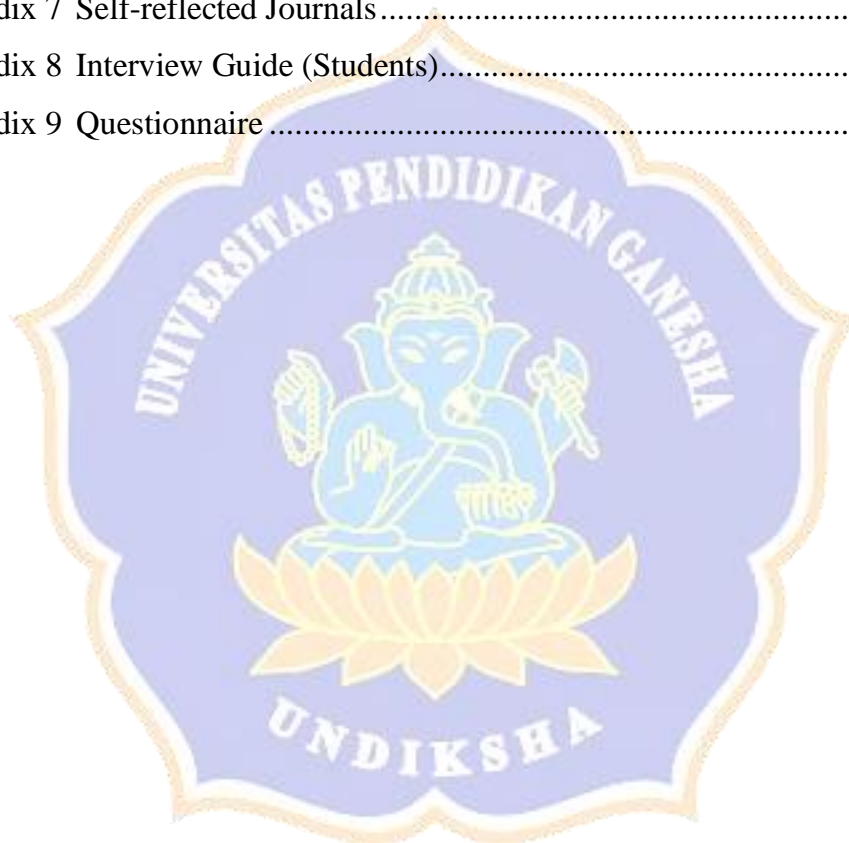 dix 7 Self-reflected Journals................................................................
dix 8 Interview Guide (Students)........................................................
dix 9 Questionnaire..............................................................................
UNIVERSITAS PENDIDIKAN GANESHA
UNDIKSHA